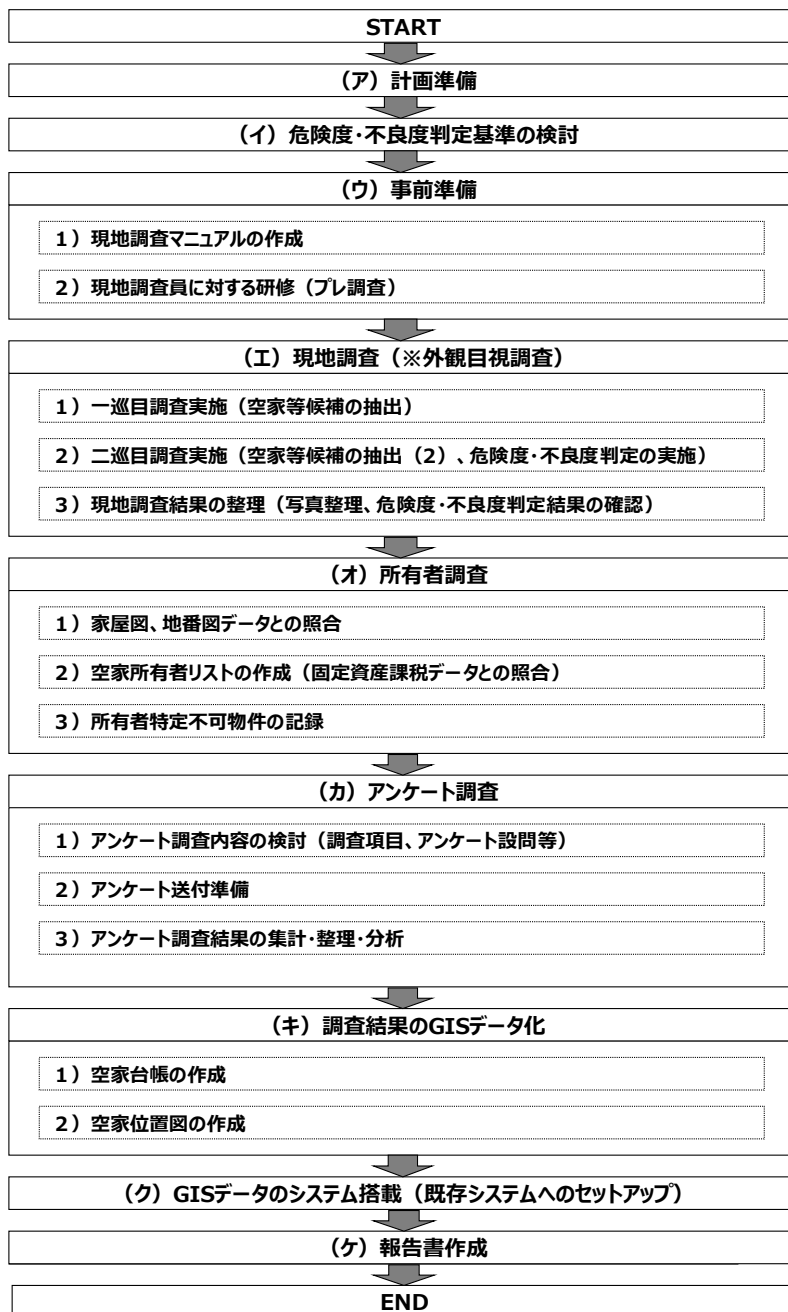 START
（ア）計画準備
（イ）危険度･不良度判定基準の検討
（ウ）事前準備
１）現地調査マニュアルの作成
２）現地調査員に対する研修（プレ調査）
（エ）現地調査（※外観目視調査）
１）一巡目調査実施（空家等候補の抽出）
２）二巡目調査実施（空家等候補の抽出（２）、危険度･不良度判定の実施）
３）現地調査結果の整理（写真整理、危険度･不良度判定結果の確認）
（オ）所有者調査
１）家屋図、地番図データとの照合
２）空家所有者リストの作成（固定資産課税データとの照合）
３）所有者特定不可物件の記録
（カ）アンケート調査
１）アンケート調査内容の検討（調査項目、アンケート設問等）
２）アンケート送付準備
３）アンケート調査結果の集計･整理･分析
（キ）調査結果のGISデータ化
１）空家台帳の作成
２）空家位置図の作成
（ク）GISデータのシステム搭載（既存システムへのセットアップ）
（ケ）報告書作成
END